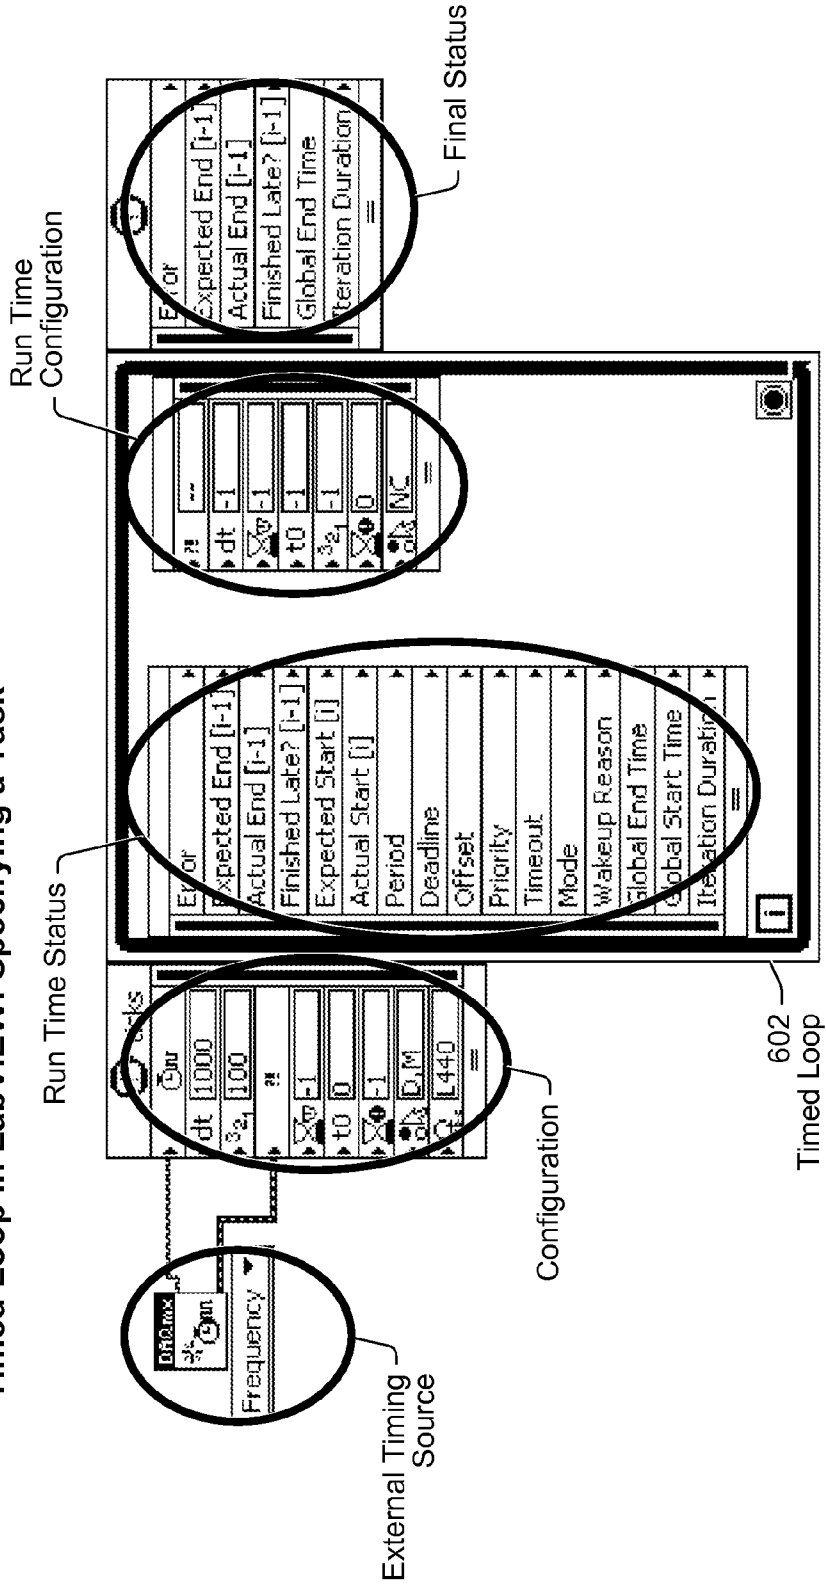 Timed Loop in LabVIEW: Specifying a Task
External Timing
Source
DAQmx
Frequency
Configuration
dt 1000
100
?!
-1
t0 0
-1
D,M
L440
Run Time Status
Error
Expected End [i-1]
Actual End [i-1]
Finished Late? [i-1]
Expected Start [i]
Actual Start [i]
Period
Deadline
Offset
Priority
Timeout
Mode
Wakeup Reason
Global End Time
Global Start Time
Iteration Duration
i
602
Timed Loop
Run Time
Configuration
?! --
dt -1
-1
t0 -1
321 -1
0
NC
Error
Expected End [i-1]
Actual End [i-1]
Finished Late? [i-1]
Global End Time
Iteration Duration
Final Status